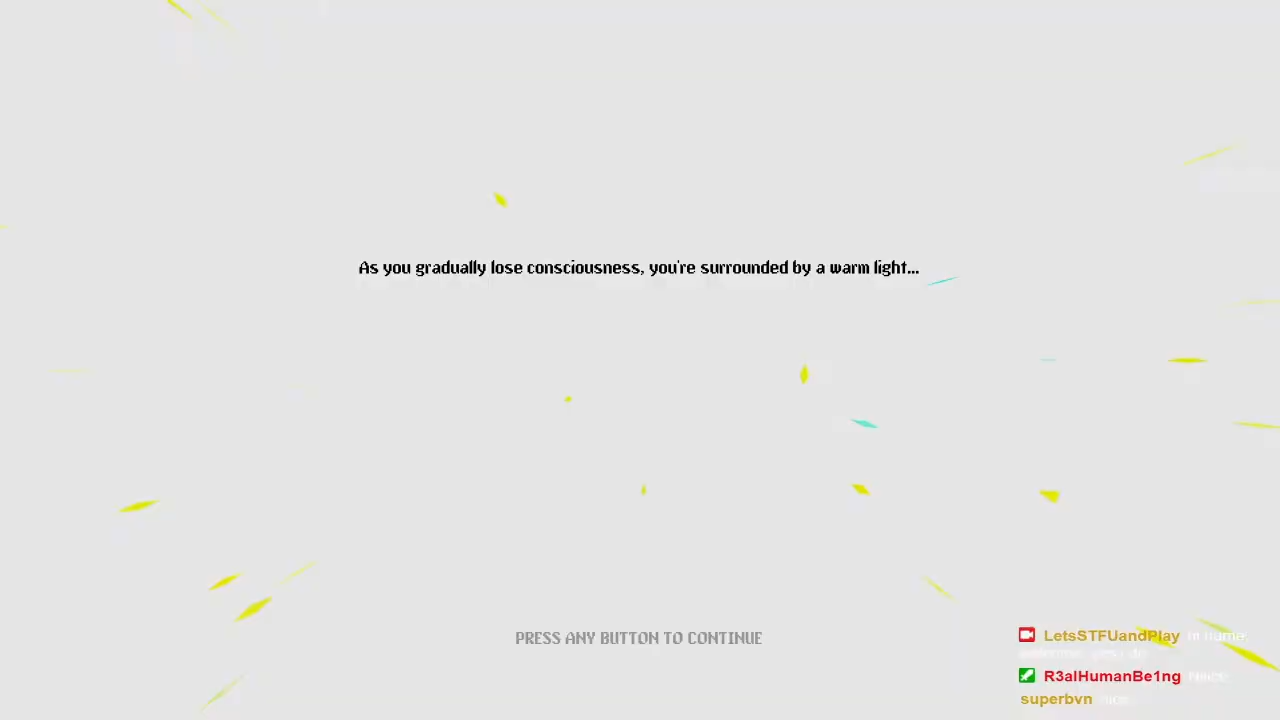 As you gradually lose consciousness, you're surrounded by a warm light...
PRESS ANY BUTTON TO CONTINUE
LetsSTFUandPlay hi
R3alHumanBe1ng
superbvn